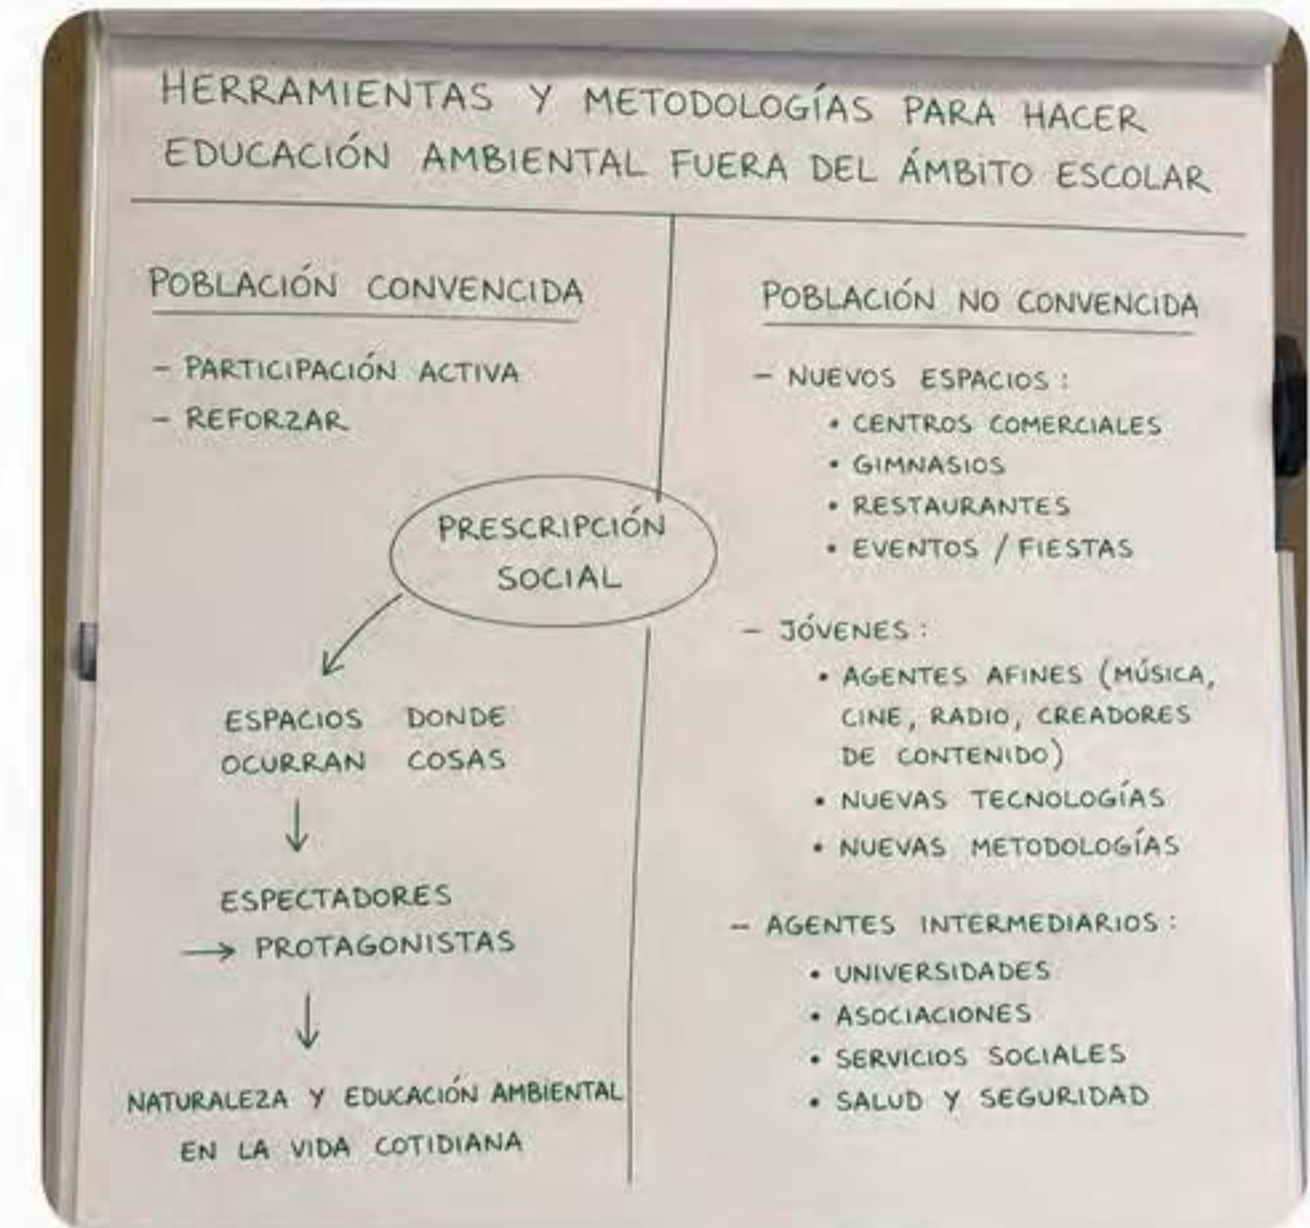 HERRAMIENTAS Y METODOLOGÍAS PARA HACER
EDUCACIÓN AMBIENTAL FUERA DEL ÁMBITO ESCOLAR
POBLACIÓN CONVENCIDA
- PARTICIPACIÓN ACTIVA
- REFORZAR
PRESCRIPCIÓN
SOCIAL
ESPACIOS DONDE
OCURRAN COSAS
↓
ESPECTADORES
→ PROTAGONISTAS
↓
NATURALEZA Y EDUCACIÓN AMBIENTAL
EN LA VIDA COTIDIANA
POBLACIÓN NO CONVENCIDA
- NUEVOS ESPACIOS:
• CENTROS COMERCIALES
• GIMNASIOS
• RESTAURANTES
• EVENTOS / FIESTAS
- JÓVENES:
• AGENTES AFINES (MÚSICA,
CINE, RADIO, CREADORES
DE CONTENIDO)
• NUEVAS TECNOLOGÍAS
• NUEVAS METODOLOGÍAS
- AGENTES INTERMEDIARIOS:
• UNIVERSIDADES
• ASOCIACIONES
• SERVICIOS SOCIALES
• SALUD Y SEGURIDAD